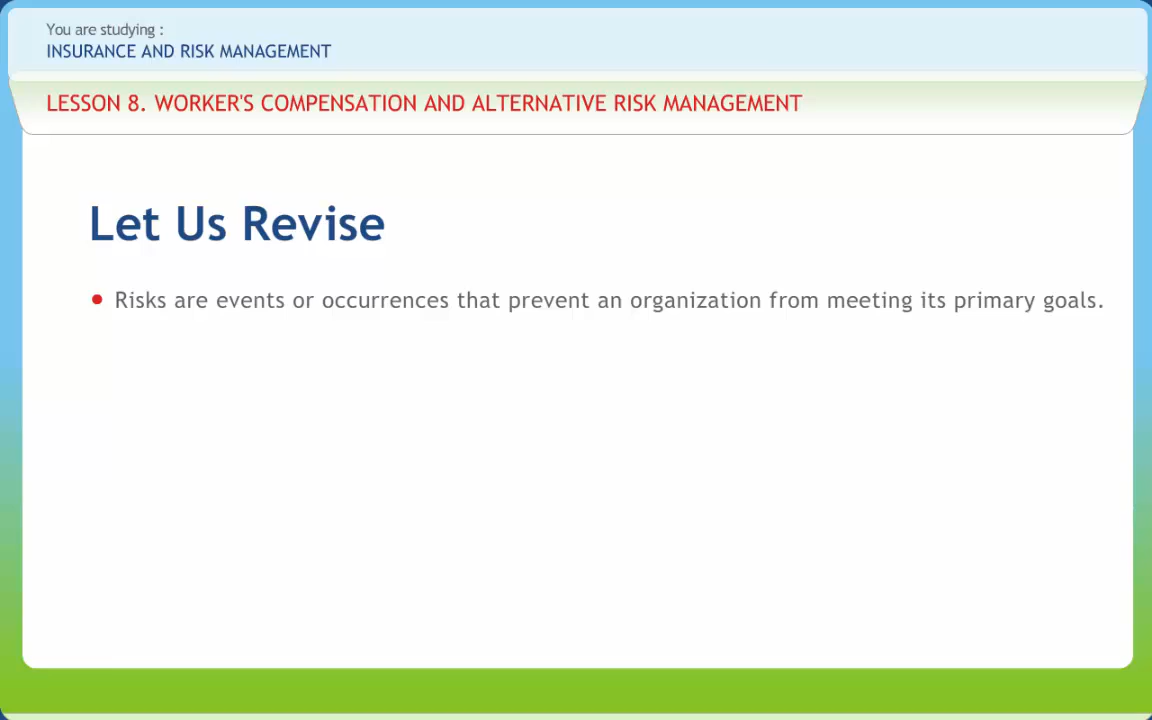 You are studying :
INSURANCE AND RISK MANAGEMENT
LESSON 8. WORKER'S COMPENSATION AND ALTERNATIVE RISK MANAGEMENT
Let Us Revise
• Risks are events or occurrences that prevent an organization from meeting its primary goals.